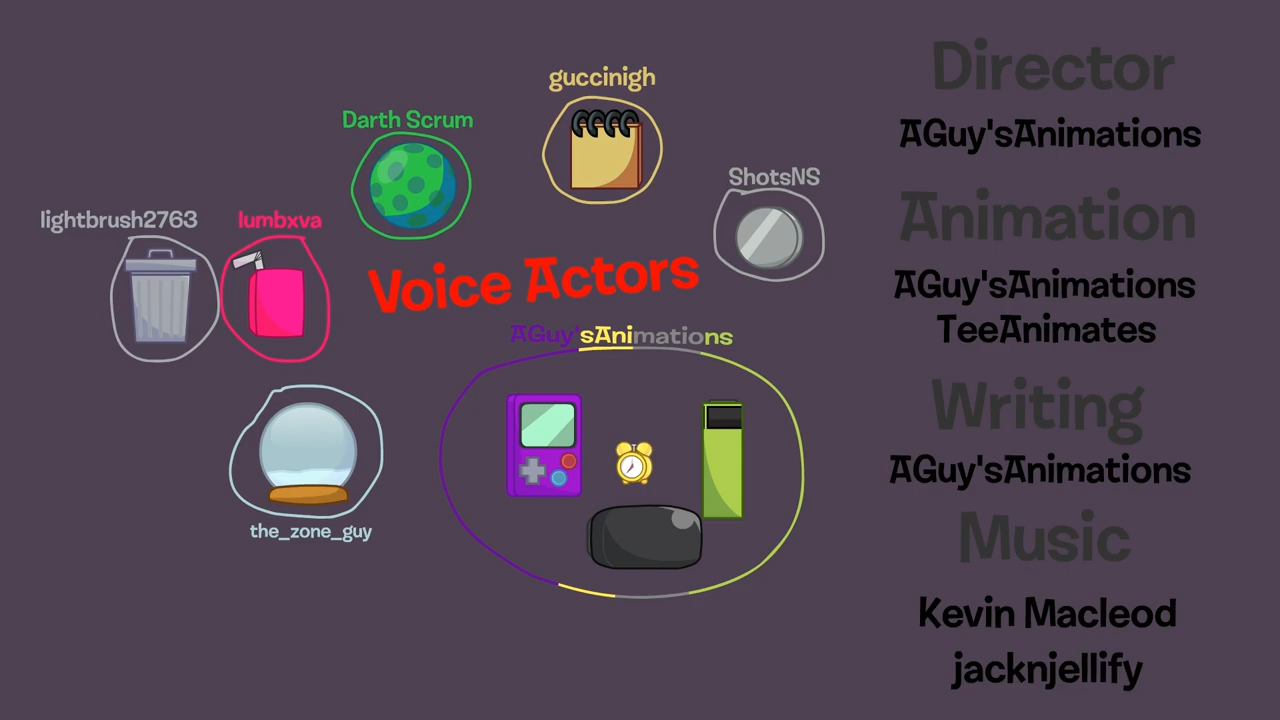 guccinigh
Darth Scrum
ShotsNS
lightbrush2763
lumbxva
Voice Actors
AGuy'sAnimations
the_zone_guy
Director
AGuy'sAnimations
Animation
AGuy'sAnimations
TeeAnimates
Writing
AGuy'sAnimations
Music
Kevin Macleod
jacknjellify